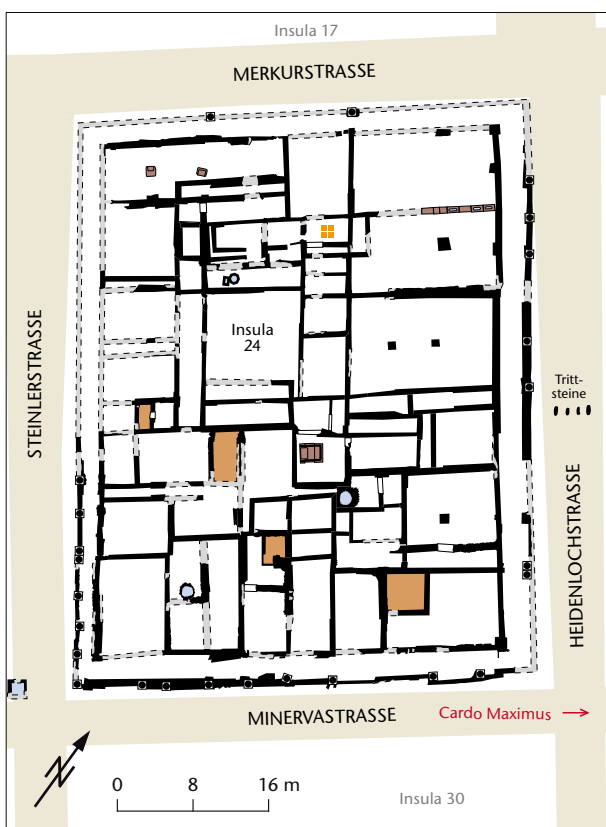 Insula 17
MERKURSTRASSE
STEINLERSTRASSE
Insula
24
Tritt-
steine
HEIDENLOCHSTRASSE
MINERVASTRASSE
Cardo Maximus
N
0 8 16 m
Insula 30